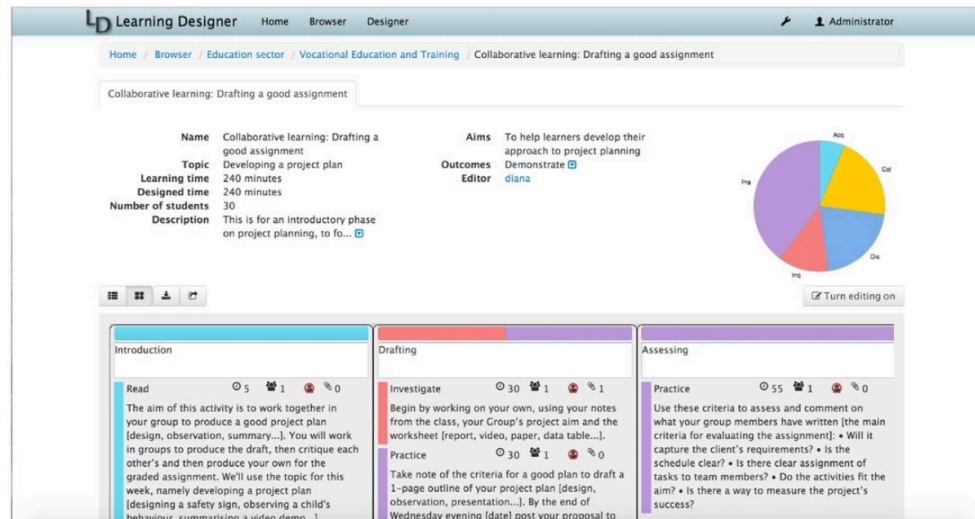 LD Learning Designer Home Browser Designer Administrator
Home / Browser / Education sector / Vocational Education and Training / Collaborative learning: Drafting a good assignment
Collaborative learning: Drafting a good assignment
Name Collaborative learning: Drafting a
good assignment
Topic Developing a project plan
Learning time 240 minutes
Designed time 240 minutes
Number of students 30
Description This is for an introductory phase
on project planning, to fo...
Aims To help learners develop their
approach to project planning
Outcomes Demonstrate
Editor diana
Acq
Col
Pra
Dis
Inq
Turn editing on
Introduction
Read 5 1 0
The aim of this activity is to work together in
your group to produce a good project plan
[design, observation, summary...]. You will work
in groups to produce the draft, then critique each
other's and then produce your own for the
graded assignment. We'll use the topic for this
week, namely developing a project plan
[designing a safety sign, observing a child's
behaviour, summarising a video demo...]
Drafting
Investigate 30 1 1
Begin by working on your own, using your notes
from the class, your Group's project aim and the
worksheet [report, video, paper, data table...].
Practice 30 1 0
Take note of the criteria for a good plan to draft a
1-page outline of your project plan [design,
observation, presentation...]. By the end of
Wednesday evening [date] post your proposal to
Assessing
Practice 55 1 0
Use these criteria to assess and comment on
what your group members have written [the main
criteria for evaluating the assignment]: • Will it
capture the client's requirements? • Is the
schedule clear? • Is there clear assignment of
tasks to team members? • Do the activities fit the
aim? • Is there a way to measure the project's
success?